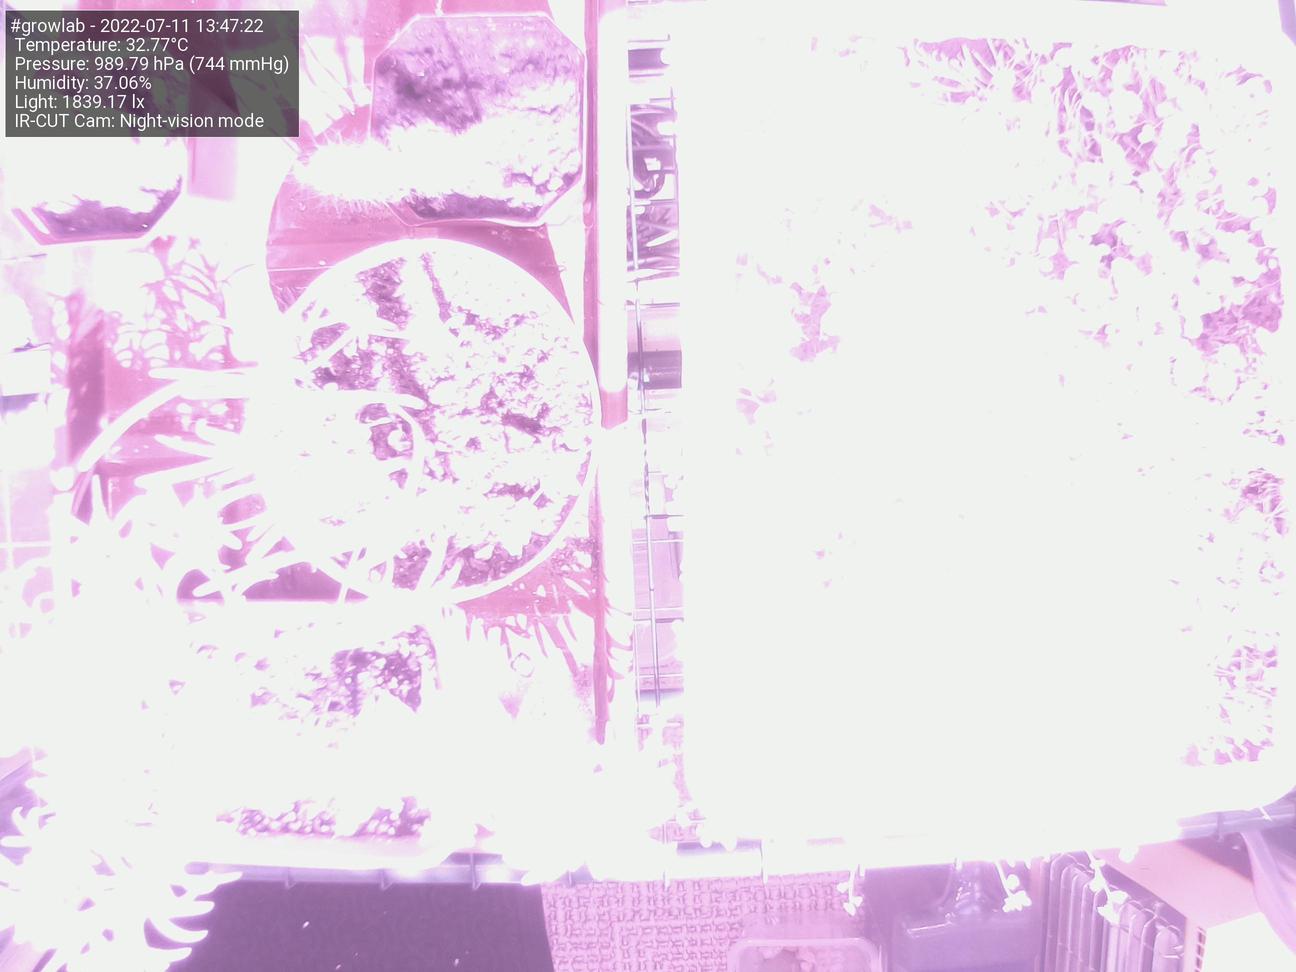 #growlab - 2022-07-11 13:47:22
Temperature: 32.77°C
Pressure: 989.79 hPa (744 mmHg)
Humidity: 37.06%
Light: 1839.17 lx
IR-CUT Cam: Night-vision mode